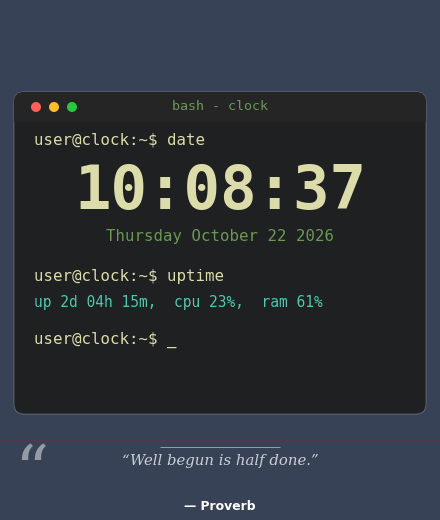 bash - clock
user@clock:~$ date
10:08:37
Thursday October 22 2026
user@clock:~$ uptime
up 2d 04h 15m,  cpu 23%,  ram 61%
user@clock:~$ _
“
“Well begun is half done.”
— Proverb